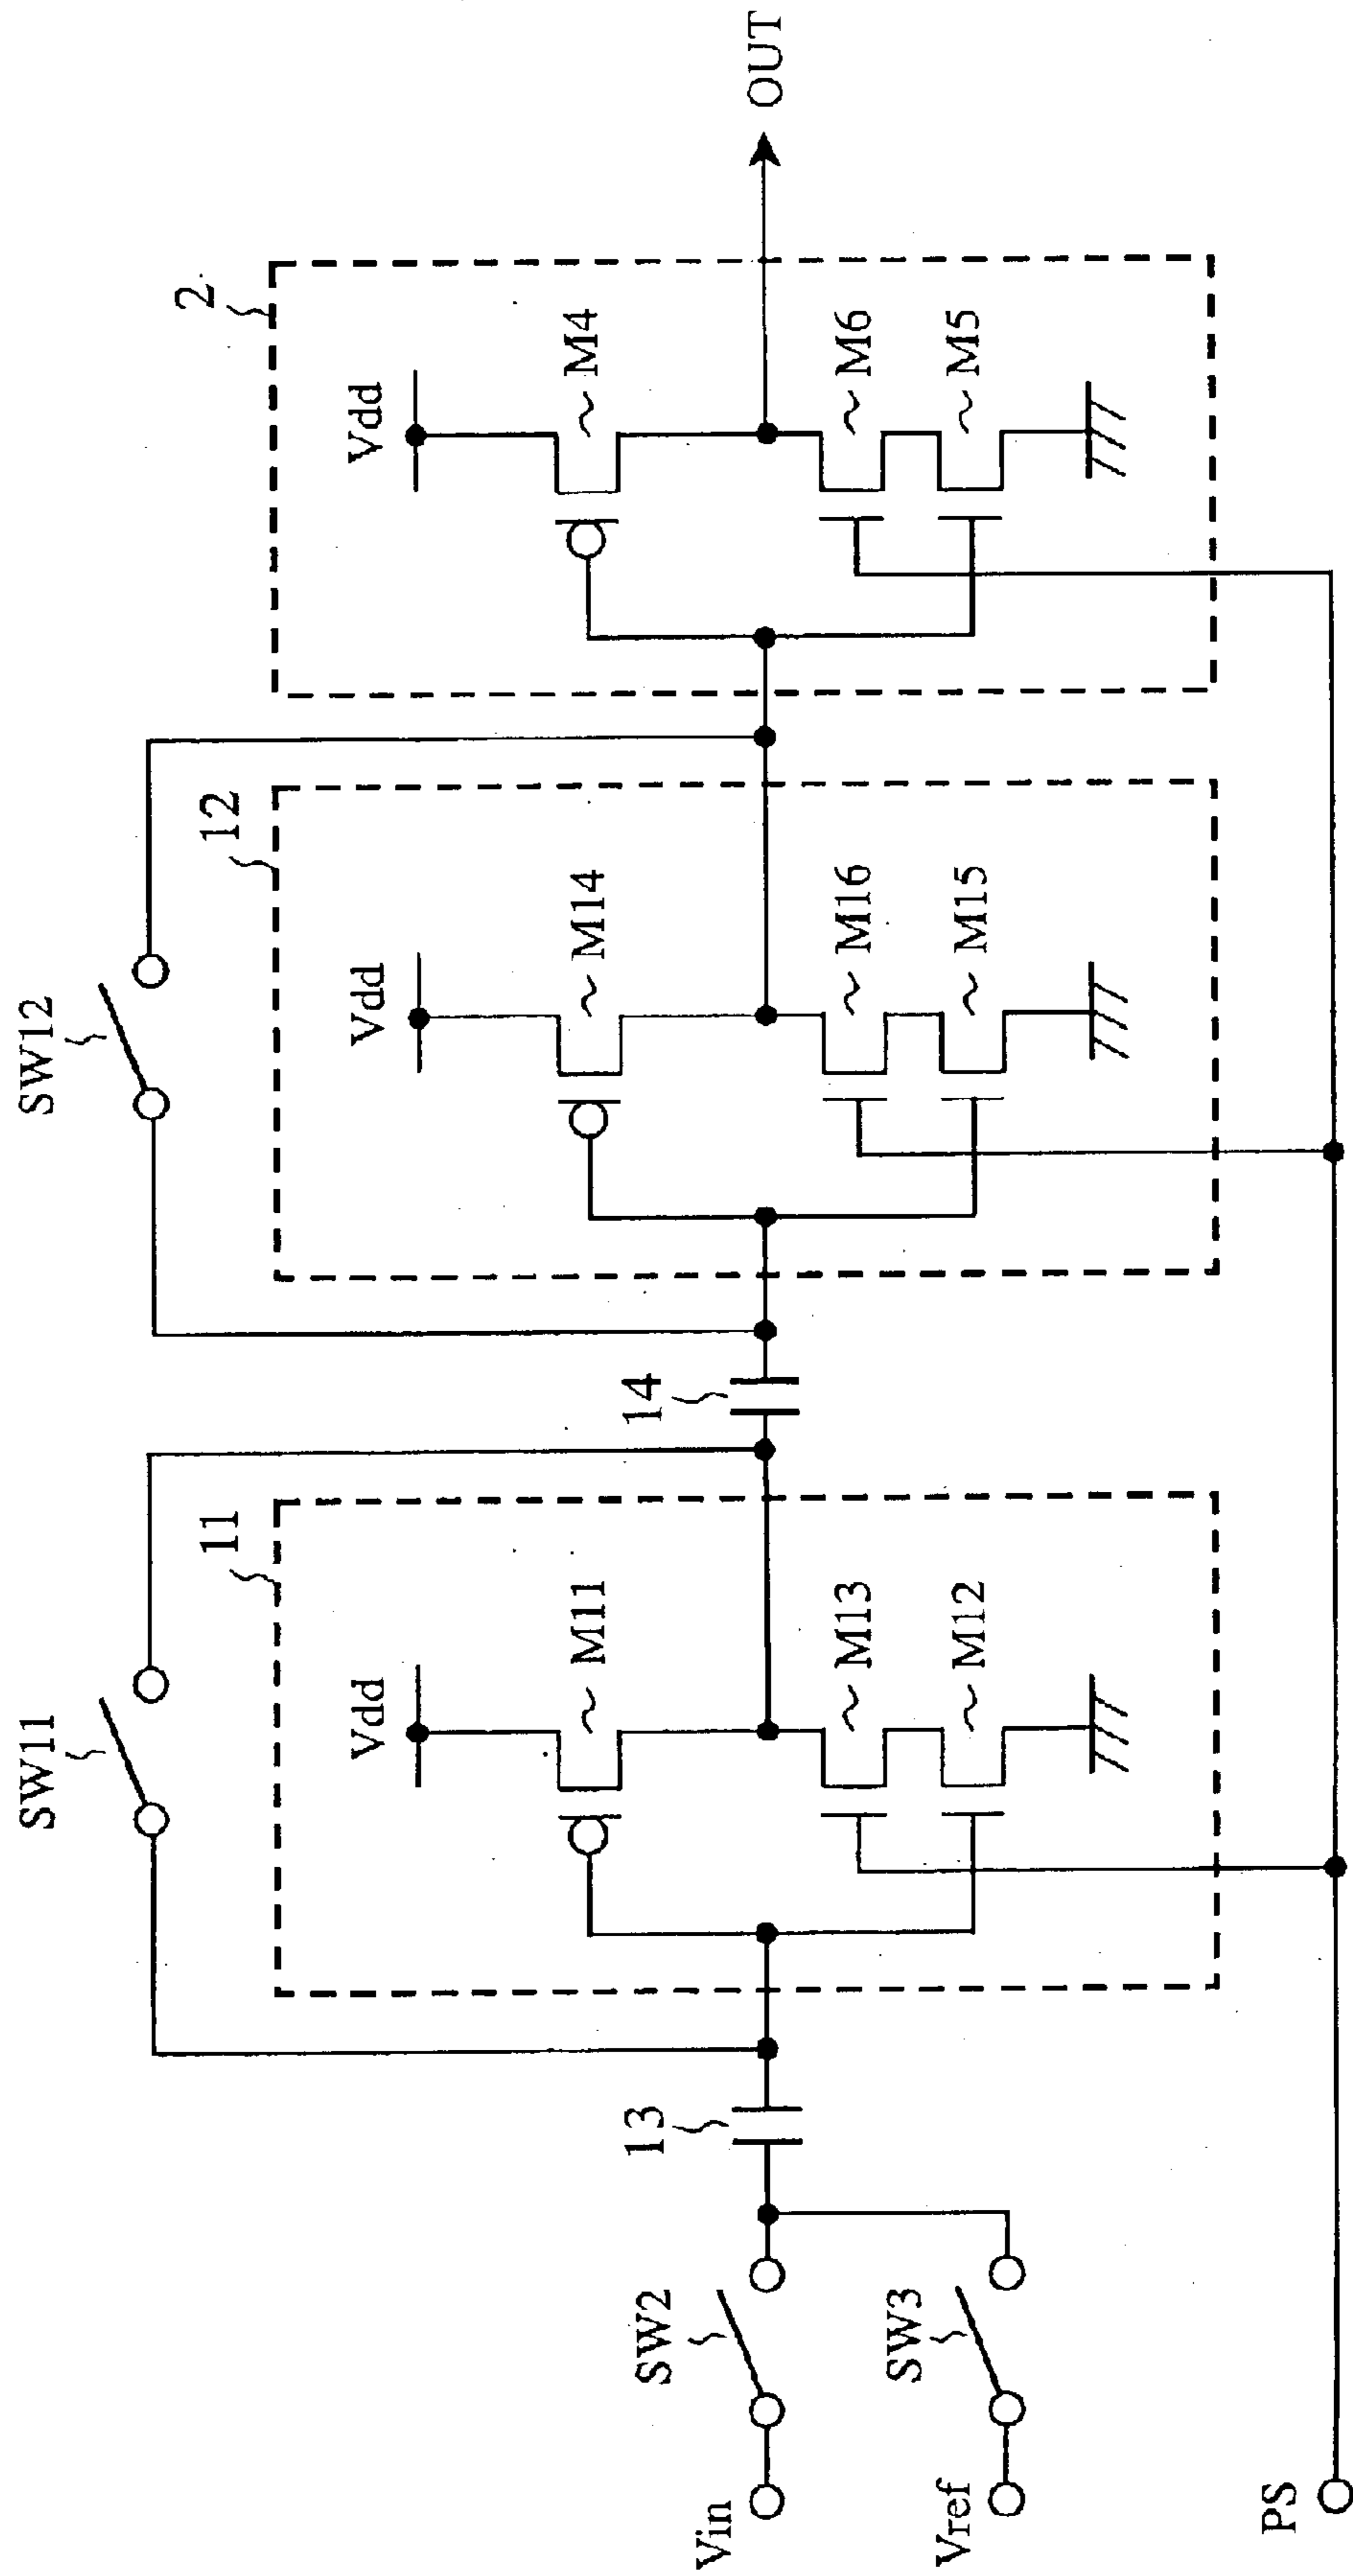 SW11
SW12
11
12
2
Vdd
Vdd
Vdd
M11
M14
M4
13
14
SW2
Vin
OUT
M13
M16
M6
SW3
Vref
M12
M15
M5
PS